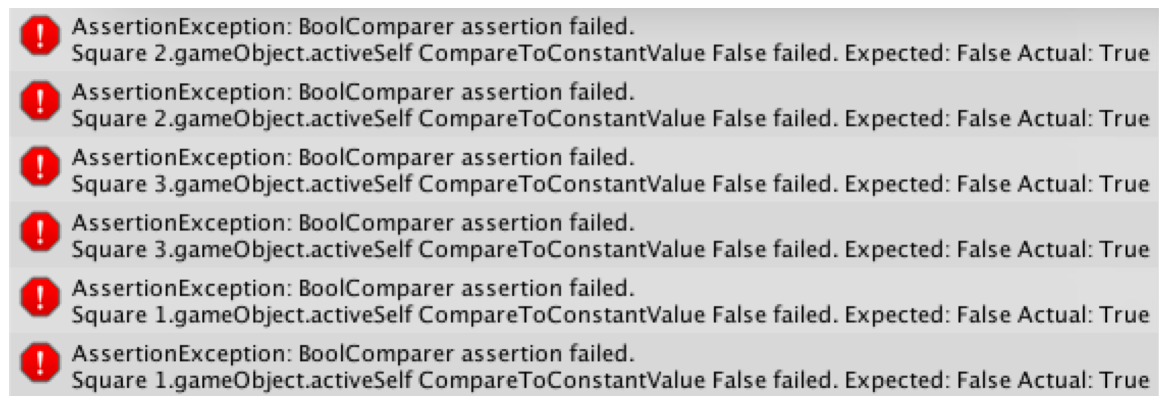 AssertionException: BoolComparer assertion failed.
Square 2.gameObject.activeSelf CompareToConstantValue False failed. Expected: False Actual: True
AssertionException: BoolComparer assertion failed.
Square 2.gameObject.activeSelf CompareToConstantValue False failed. Expected: False Actual: True
AssertionException: BoolComparer assertion failed.
Square 3.gameObject.activeSelf CompareToConstantValue False failed. Expected: False Actual: True
AssertionException: BoolComparer assertion failed.
Square 3.gameObject.activeSelf CompareToConstantValue False failed. Expected: False Actual: True
AssertionException: BoolComparer assertion failed.
Square 1.gameObject.activeSelf CompareToConstantValue False failed. Expected: False Actual: True
AssertionException: BoolComparer assertion failed.
Square 1.gameObject.activeSelf CompareToConstantValue False failed. Expected: False Actual: True